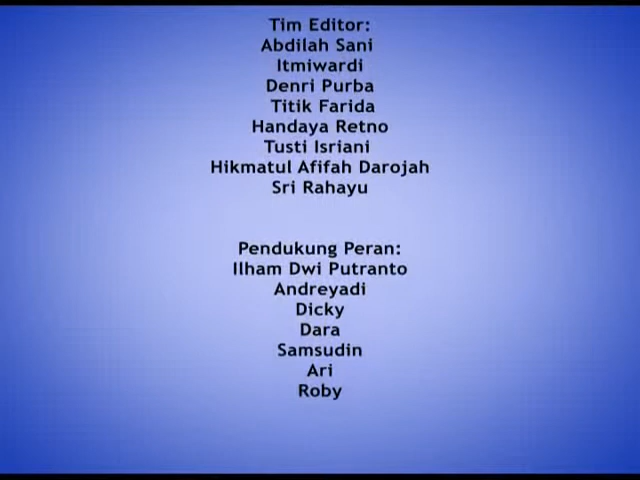 Tim Editor:
Abdilah Sani
Itmiwardi
Denri Purba
Titik Farida
Handaya Retno
Tusti Isriani
Hikmatul Afifah Darojah
Sri Rahayu
Pendukung Peran:
Ilham Dwi Putranto
Andreyadi
Dicky
Dara
Samsudin
Ari
Roby